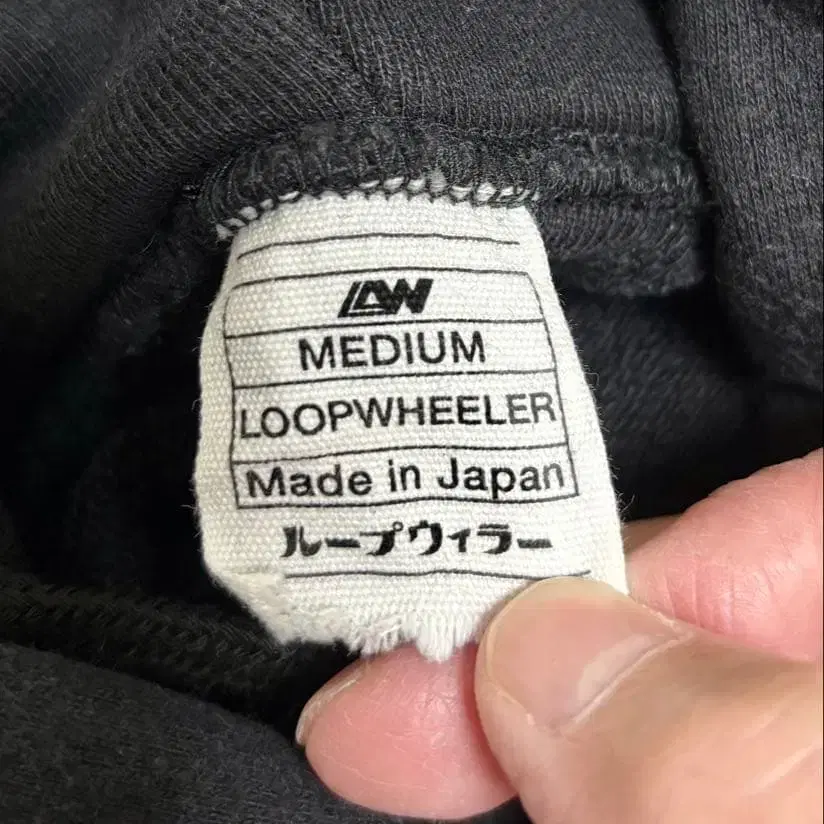 LW
MEDIUM
LOOPWHEELER
Made in Japan
ループウィラー